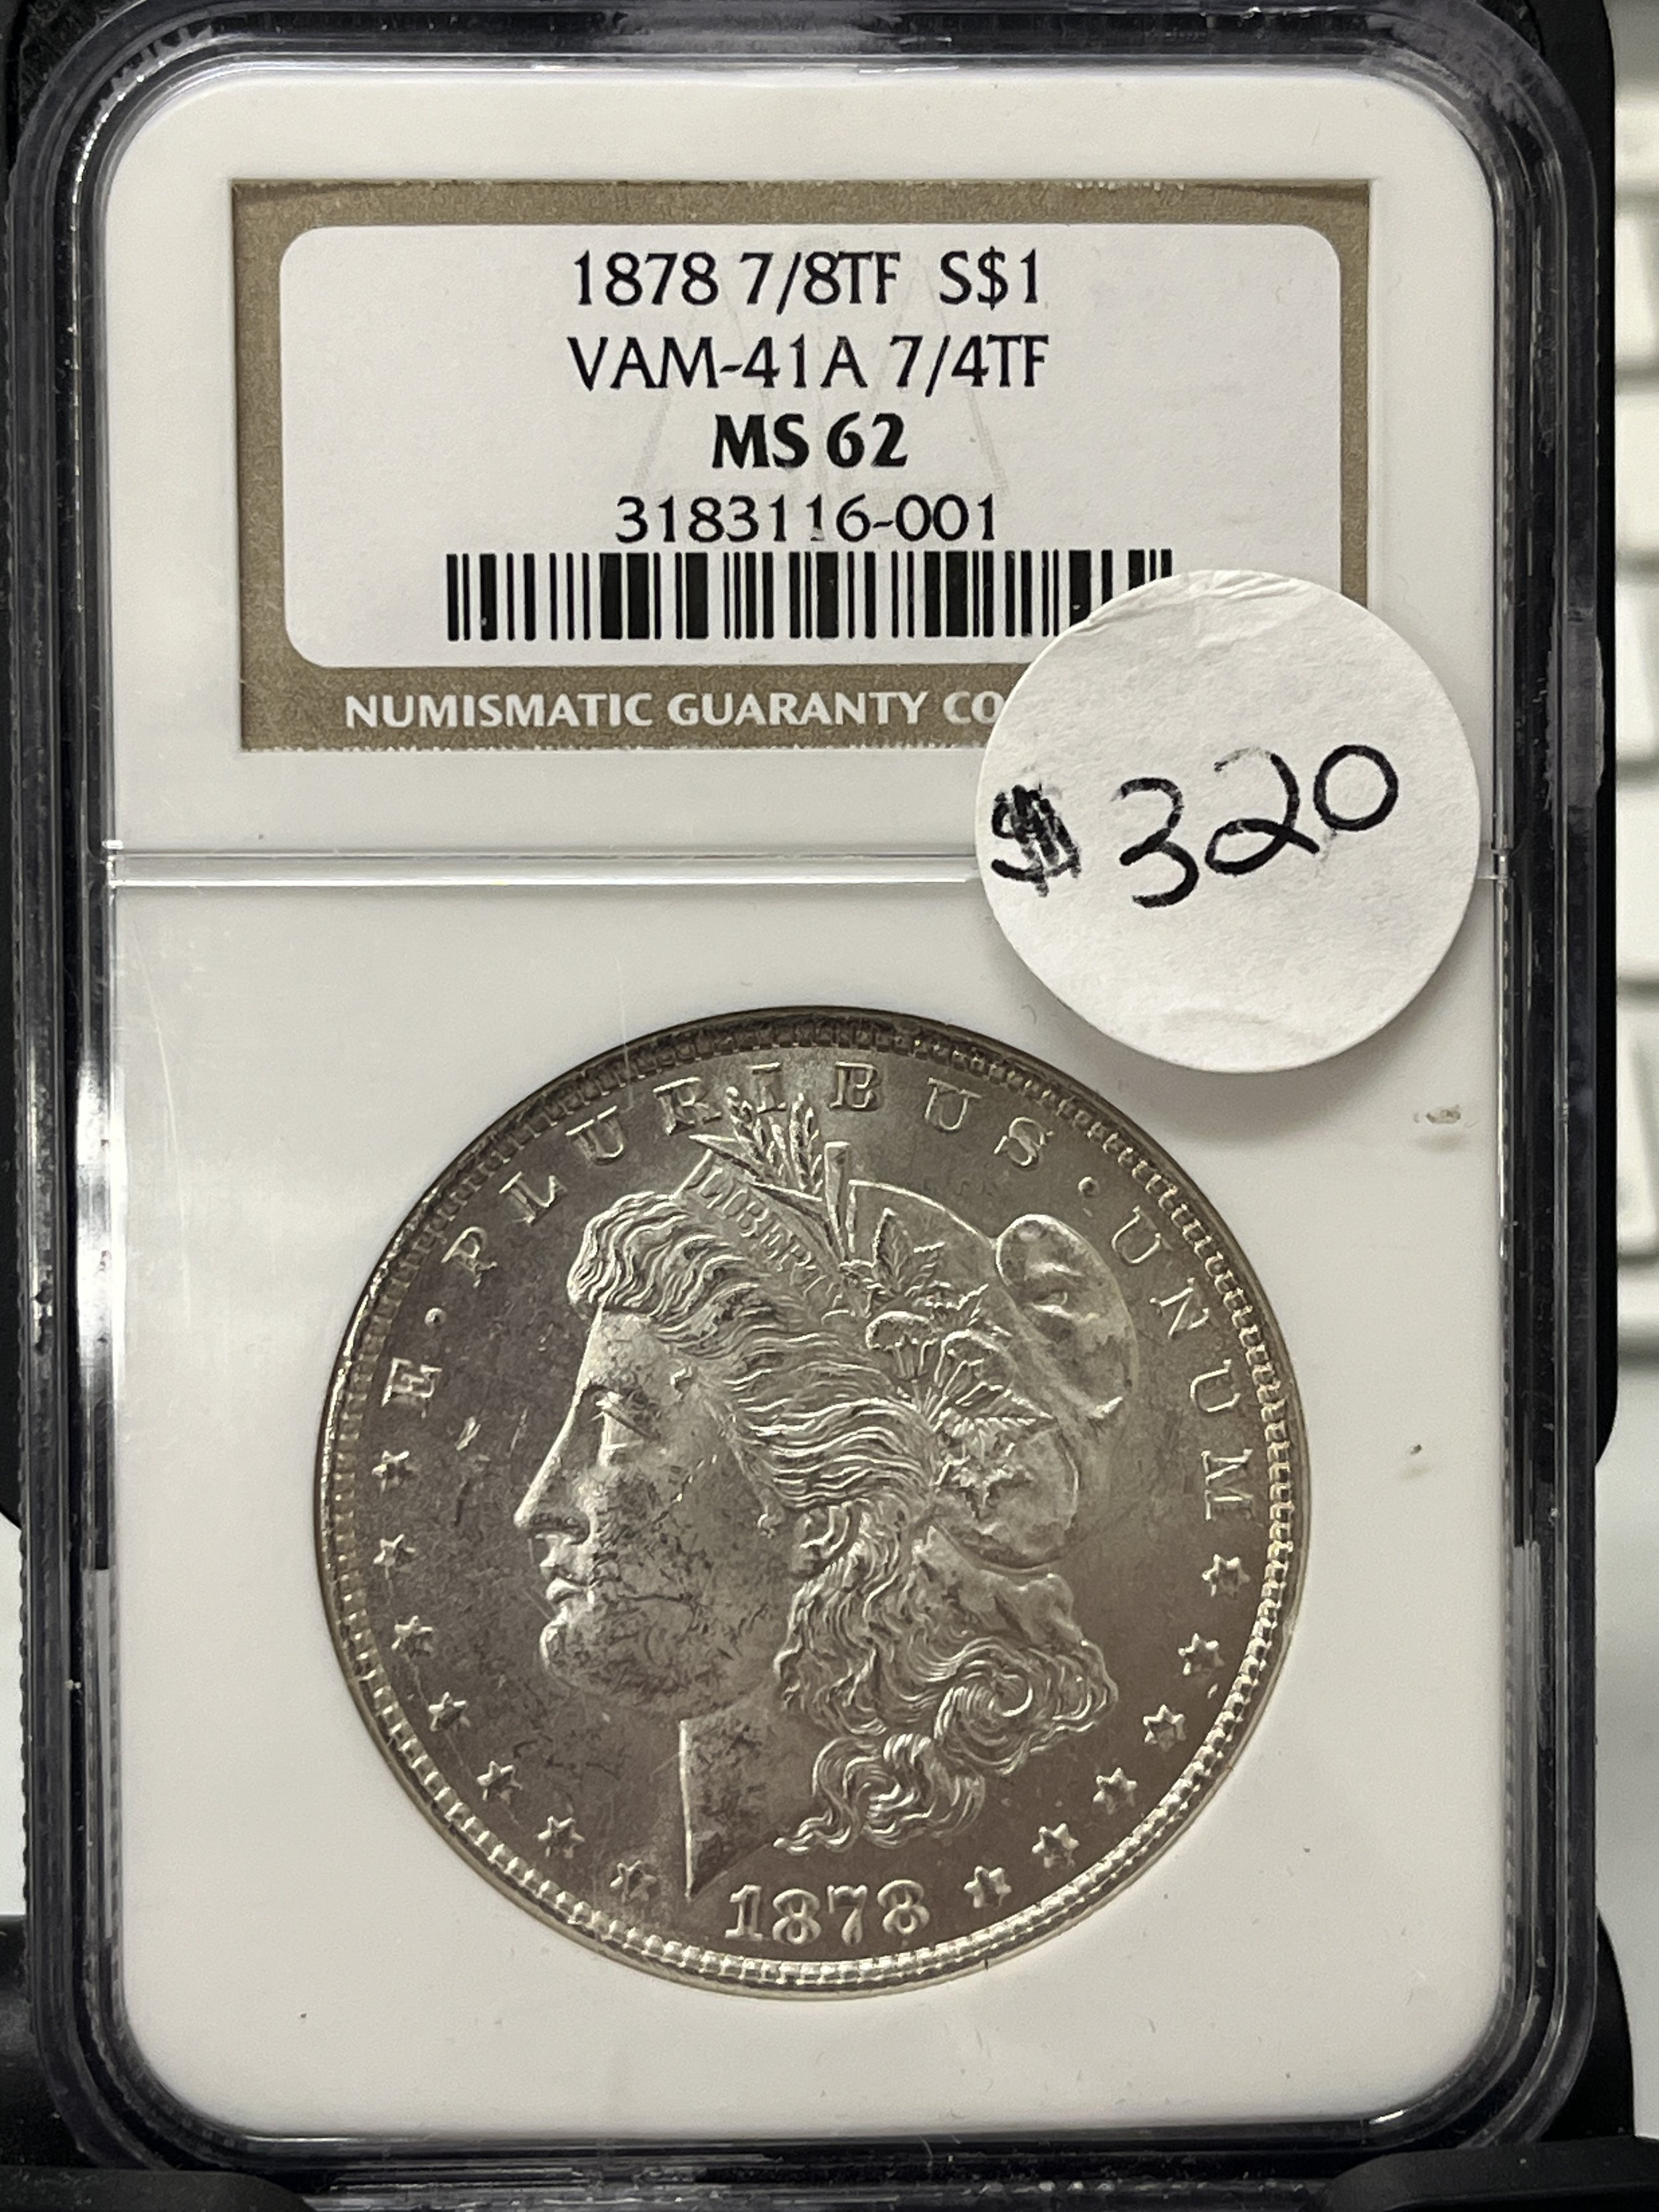 1878 7/8TF S$1
VAM-41A 7/4TF
MS 62
3183116-001
NUMISMATIC GUARANTY CO
$320
E · PLURIBUS · UNUM
LIBERTY
1878